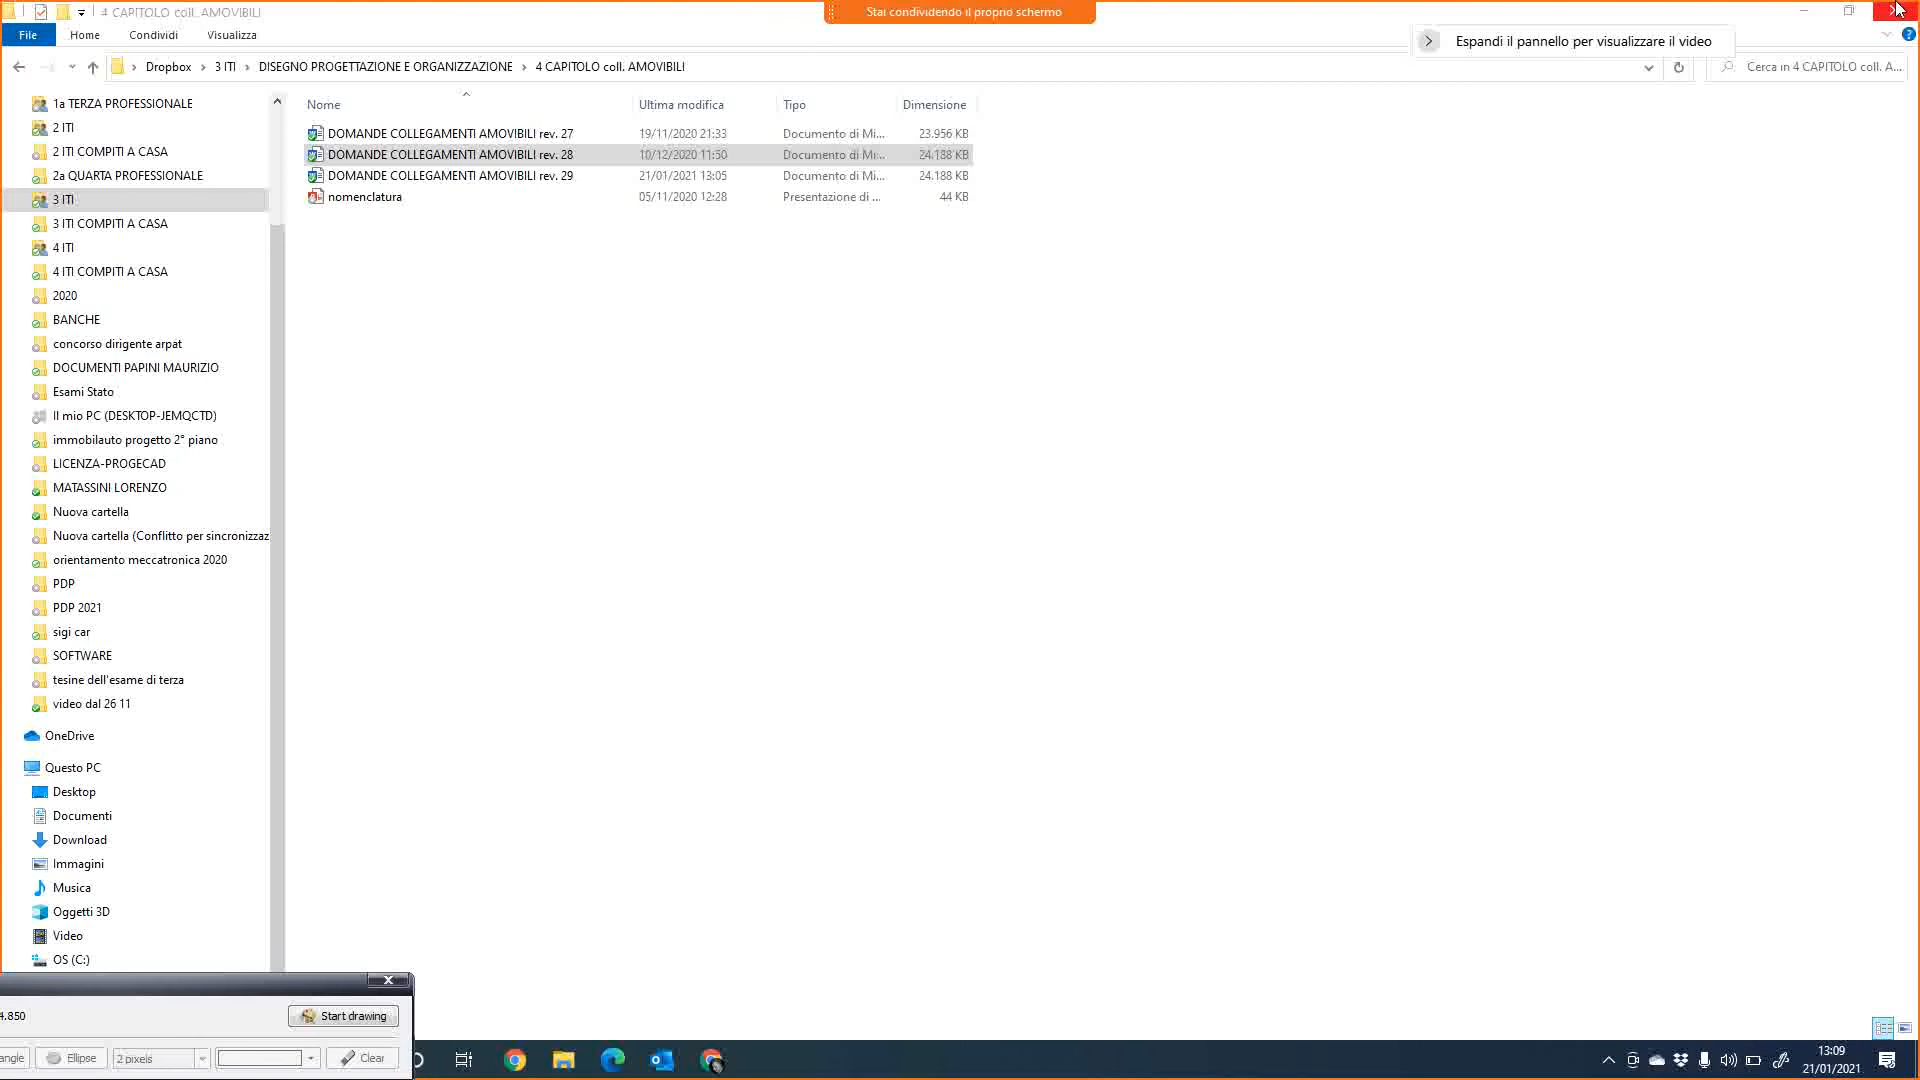 4 CAPITOLO coll. AMOVIBILI
Stai condividendo il proprio schermo
File Home Condividi Visualizza
Espandi il pannello per visualizzare il video
Dropbox 3 ITI DISEGNO PROGETTAZIONE E ORGANIZZAZIONE 4 CAPITOLO coll. AMOVIBILI
Cerca in 4 CAPITOLO coll. A...
Nome Ultima modifica Tipo Dimensione
DOMANDE COLLEGAMENTI AMOVIBILI rev. 27 19/11/2020 21:33 Documento di Mi... 23.956 KB
DOMANDE COLLEGAMENTI AMOVIBILI rev. 28 10/12/2020 11:50 Documento di Mi... 24.188 KB
DOMANDE COLLEGAMENTI AMOVIBILI rev. 29 21/01/2021 13:05 Documento di Mi... 24.188 KB
nomenclatura 05/11/2020 12:28 Presentazione di ... 44 KB
1a TERZA PROFESSIONALE
2 ITI
2 ITI COMPITI A CASA
2a QUARTA PROFESSIONALE
3 ITI
3 ITI COMPITI A CASA
4 ITI
4 ITI COMPITI A CASA
2020
BANCHE
concorso dirigente arpat
DOCUMENTI PAPINI MAURIZIO
Esami Stato
Il mio PC (DESKTOP-JEMQCTD)
immobilauto progetto 2° piano
LICENZA-PROGECAD
MATASSINI LORENZO
Nuova cartella
Nuova cartella (Conflitto per sincronizzaz
orientamento meccatronica 2020
PDP
PDP 2021
sigi car
SOFTWARE
tesine dell'esame di terza
video dal 26 11
OneDrive
Questo PC
Desktop
Documenti
Download
Immagini
Musica
Oggetti 3D
Video
OS (C:)
4.850 Start drawing
angle Ellipse 2 pixels Clear
13:09
21/01/2021